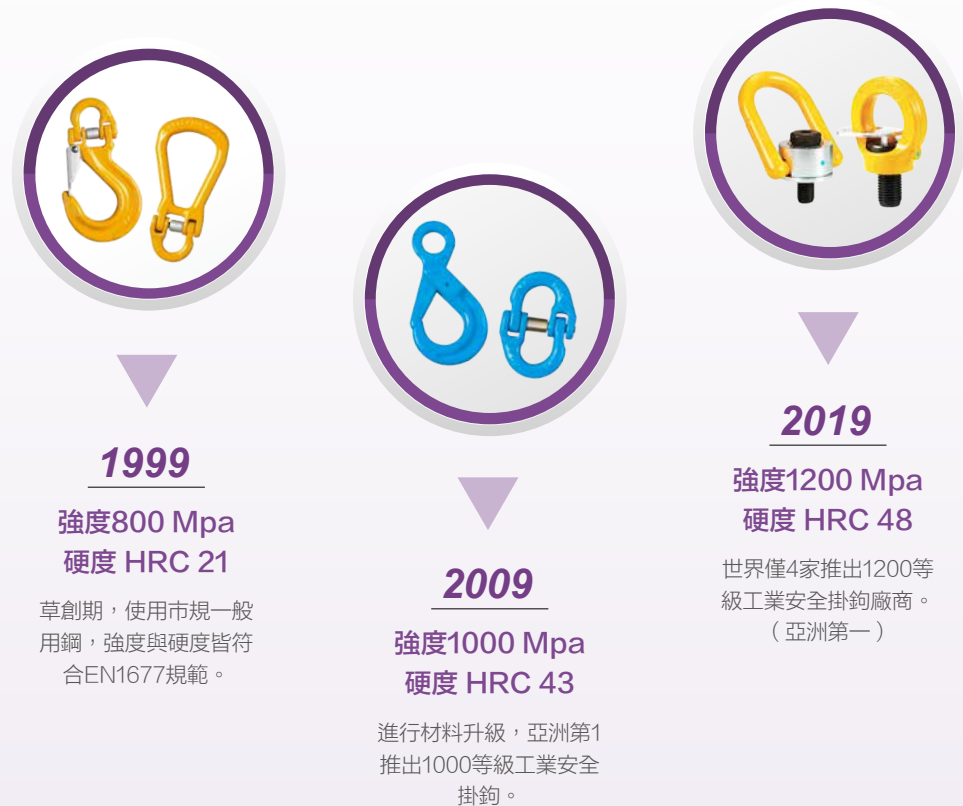 1999
強度800 Mpa
硬度 HRC 21
草創期，使用市規一般
用鋼，強度與硬度皆符
合EN1677規範。
2009
強度1000 Mpa
硬度 HRC 43
進行材料升級，亞洲第1
推出1000等級工業安全
掛鉤。
2019
強度1200 Mpa
硬度 HRC 48
世界僅4家推出1200等
級工業安全掛鉤廠商。
（亞洲第一）